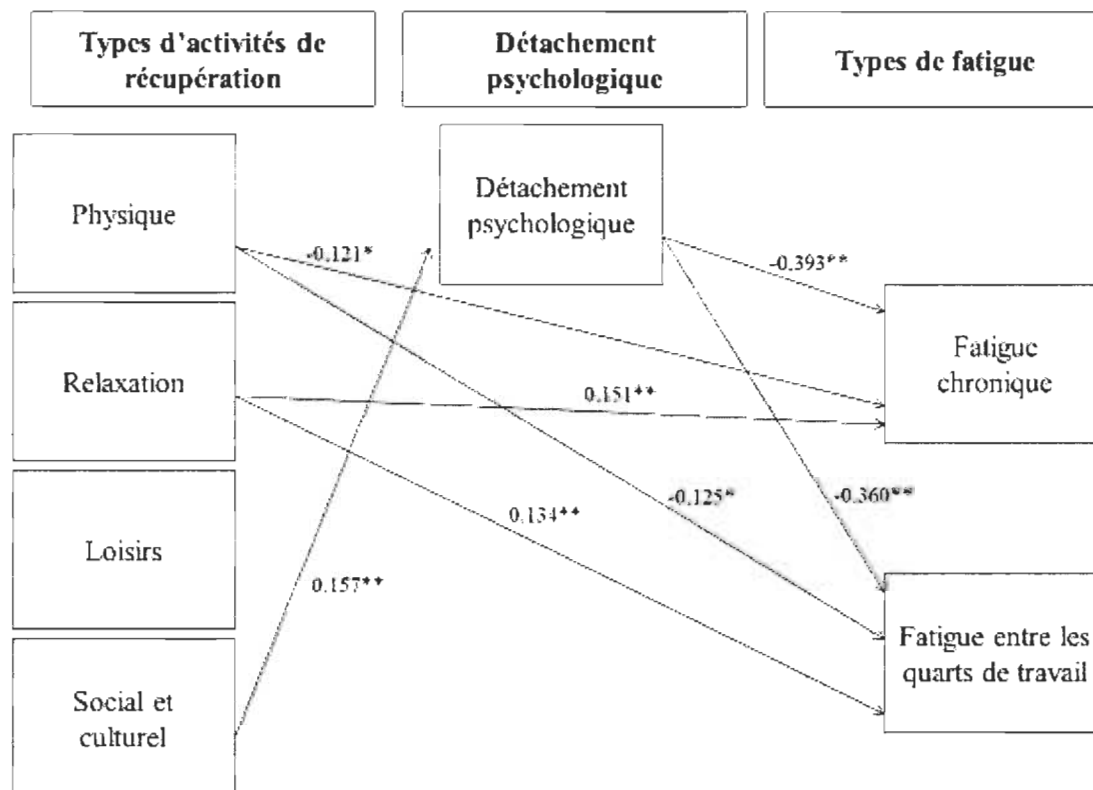 Types d'activités de
récupération
Détachement
psychologique
Types de fatigue
Physique
Détachement
psychologique
-0.121*
-0.393**
Relaxation
0.151**
Fatigue
chronique
Loisirs
0.134**
-0.125*
-0.360**
0.157**
Social et
culturel
Fatigue entre les
quarts de travail